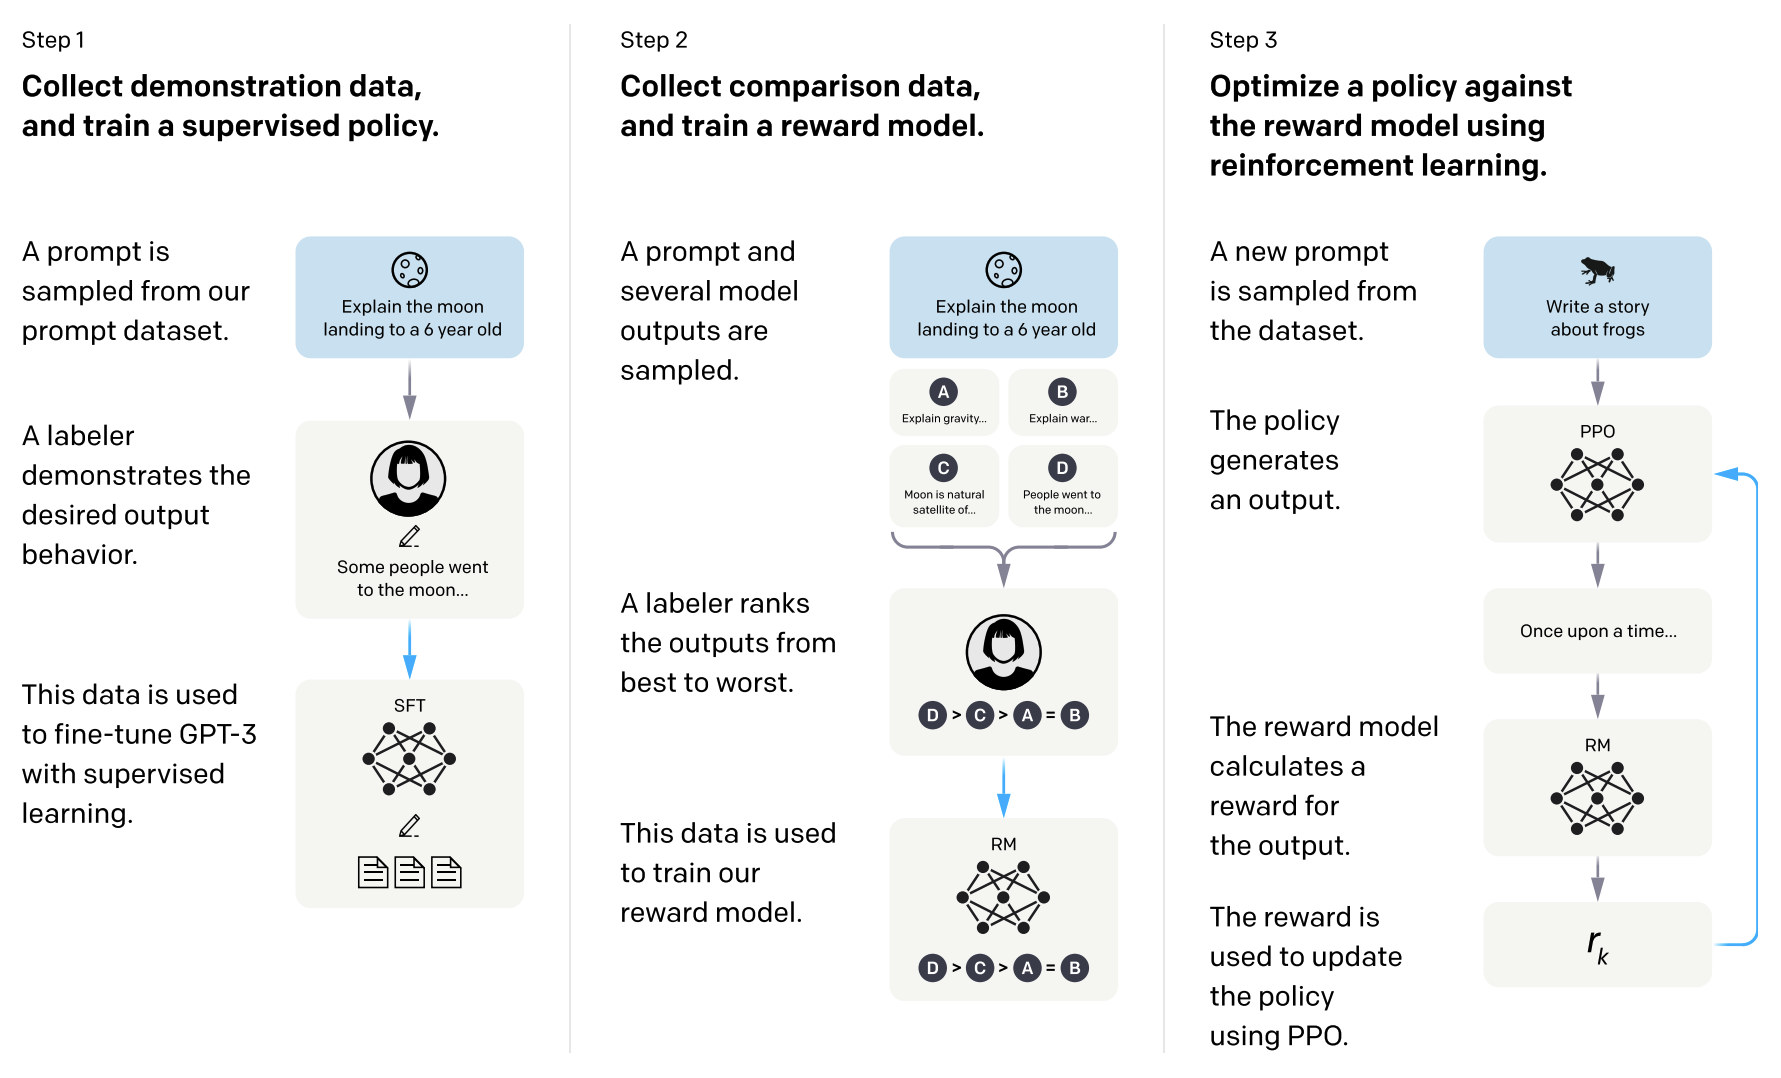 Step 1
Collect demonstration data,
and train a supervised policy.
A prompt is
sampled from our
prompt dataset.
Explain the moon
landing to a 6 year old
A labeler
demonstrates the
desired output
behavior.
Some people went
to the moon...
This data is used
to fine-tune GPT-3
with supervised
learning.
SFT
Step 2
Collect comparison data,
and train a reward model.
A prompt and
several model
outputs are
sampled.
Explain the moon
landing to a 6 year old
A
Explain gravity...
B
Explain war...
C
Moon is natural
satellite of...
D
People went to
the moon...
A labeler ranks
the outputs from
best to worst.
D > C > A = B
This data is used
to train our
reward model.
RM
D > C > A = B
Step 3
Optimize a policy against
the reward model using
reinforcement learning.
A new prompt
is sampled from
the dataset.
Write a story
about frogs
The policy
generates
an output.
PPO
Once upon a time...
The reward model
calculates a
reward for
the output.
RM
The reward is
used to update
the policy
using PPO.
rk